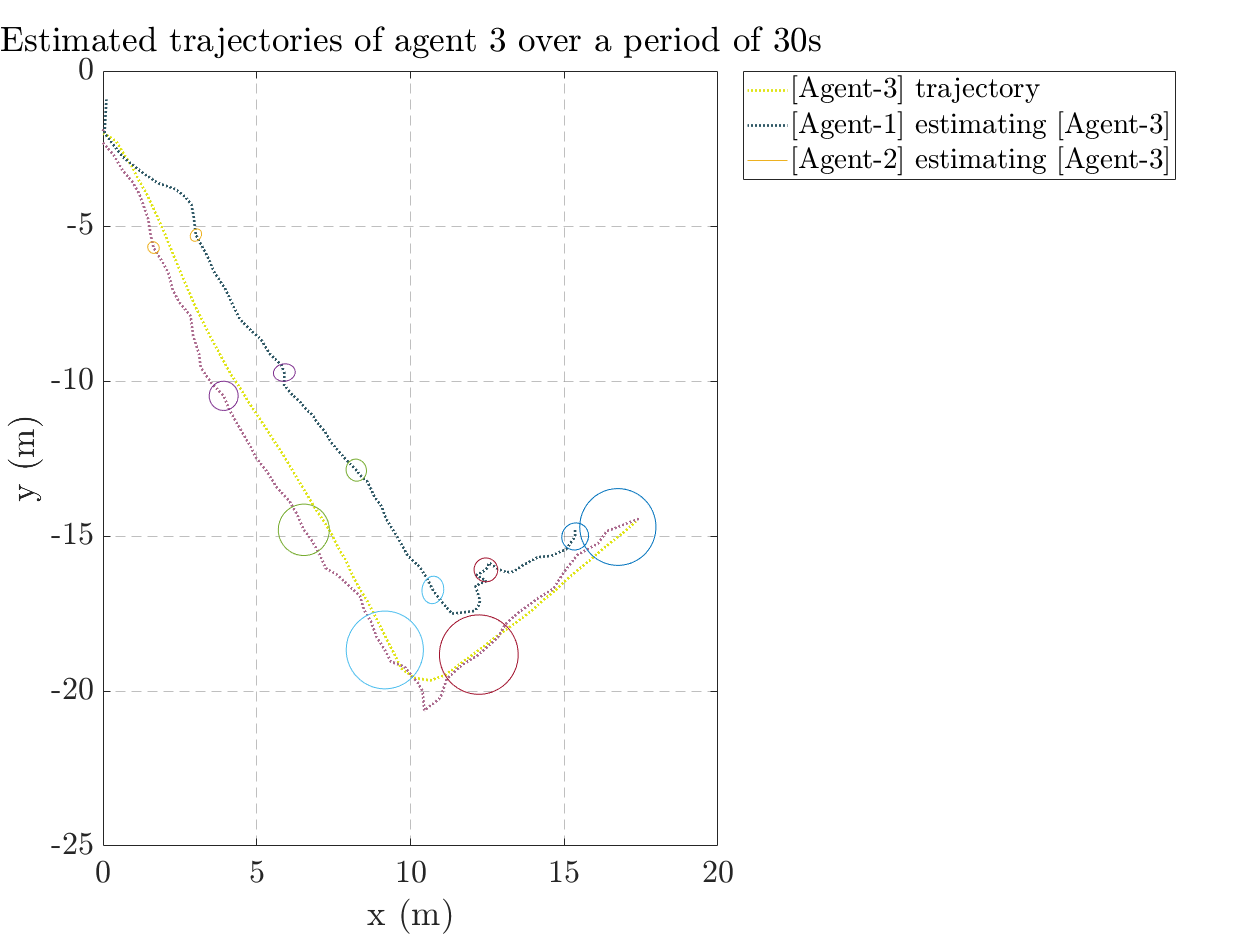 Estimated trajectories of agent 3 over a period of 30s
[Agent-3] trajectory
[Agent-1] estimating [Agent-3]
[Agent-2] estimating [Agent-3]
0
-5
-10
-15
-20
-25
y (m)
0 5 10 15 20
x (m)